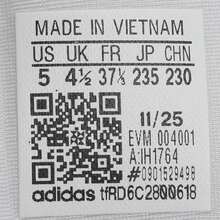 MADE IN VIETNAM
US UK FR JP CHN
5 4½ 37⅓ 235 230
11/25
EVM 004001
A:IH1764
#0901529498
adidas tfRD6C2800618